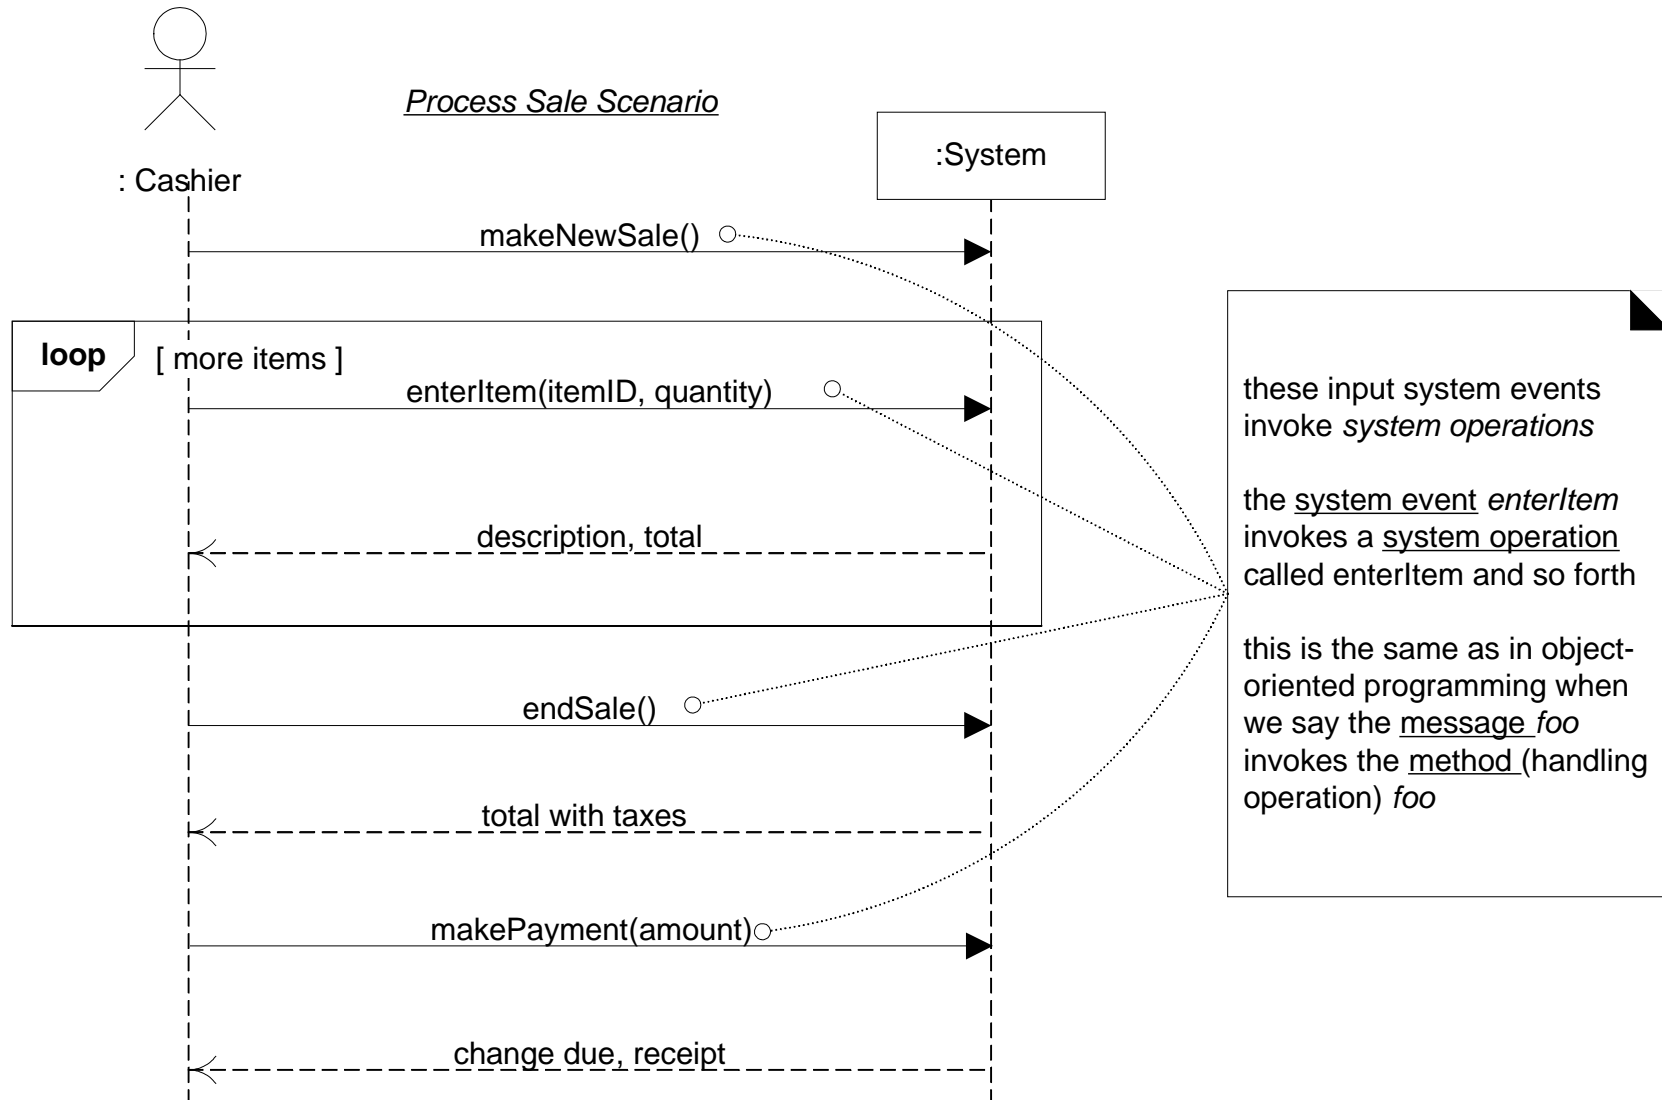 Process Sale Scenario
:System
: Cashier
makeNewSale()
loop
[ more items ]
enterItem(itemID, quantity)
description, total
endSale()
total with taxes
makePayment(amount)
change due, receipt
these input system events
invoke system operations
the system event enterItem
invokes a system operation
called enterItem and so forth
this is the same as in object-
oriented programming when
we say the message foo
invokes the method (handling
operation) foo